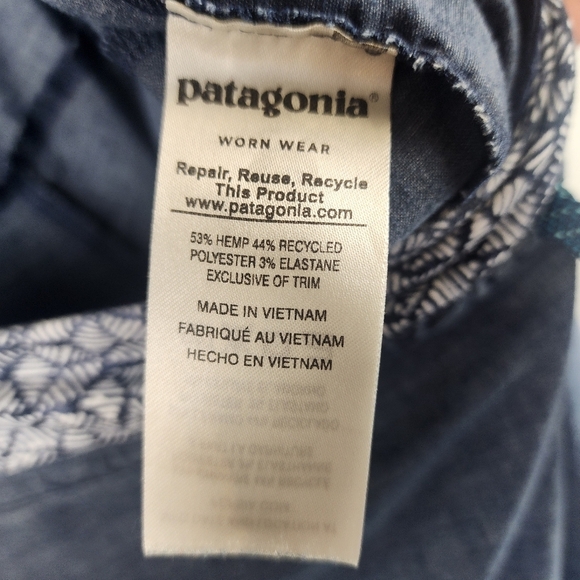 patagonia®
WORN WEAR
Repair, Reuse, Recycle
This Product
www.patagonia.com
53% HEMP 44% RECYCLED
POLYESTER 3% ELASTANE
EXCLUSIVE OF TRIM
MADE IN VIETNAM
FABRIQUÉ AU VIETNAM
HECHO EN VIETNAM